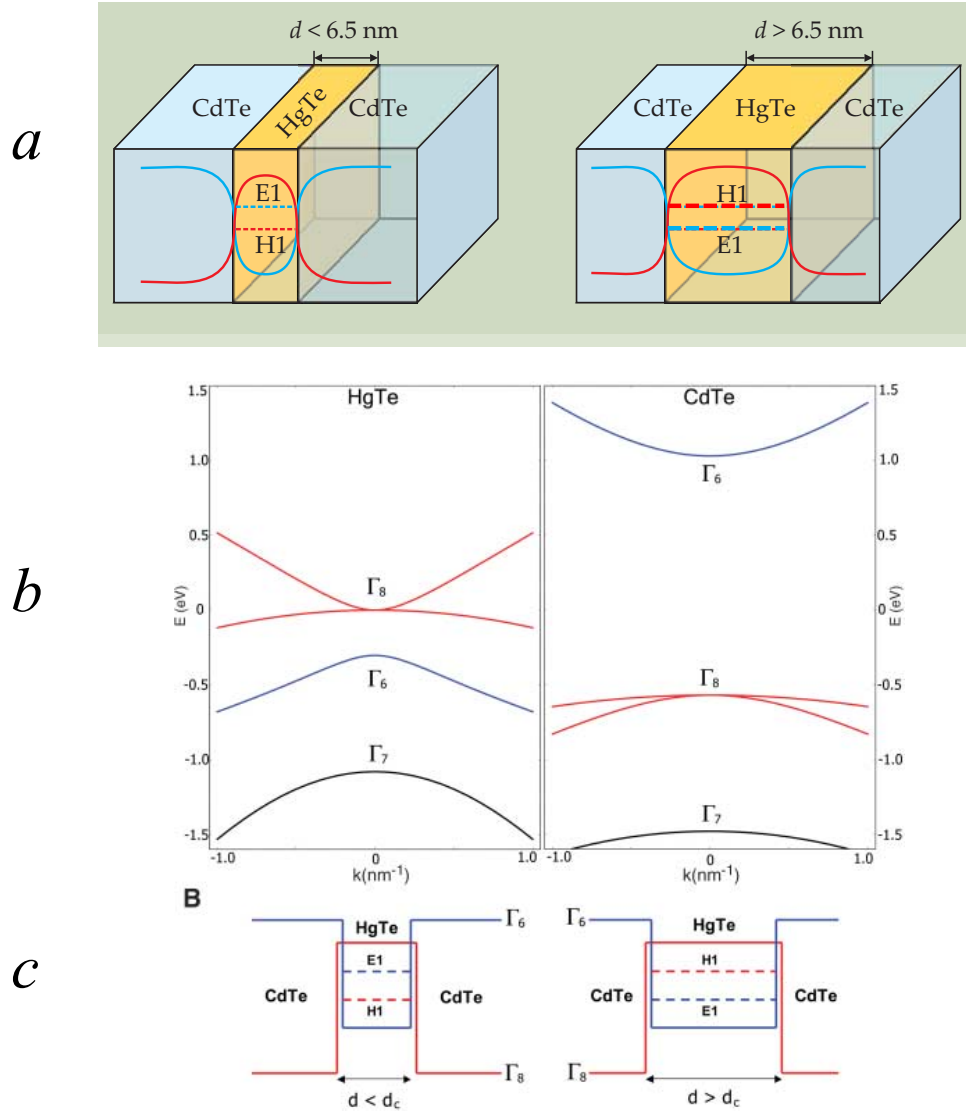 a
d < 6.5 nm
d > 6.5 nm
CdTe
HgTe
CdTe
CdTe
HgTe
CdTe
E1
H1
H1
E1
b
HgTe
CdTe
1.5
1.0
0.5
0
-0.5
-1.0
-1.5
E (eV)
Γ8
Γ6
Γ7
-1.0
0
1.0
k(nm⁻¹)
Γ6
Γ8
Γ7
1.5
1.0
0.5
0
-0.5
-1.0
-1.5
E (eV)
-1.0
0
1.0
k(nm⁻¹)
B
c
HgTe
Γ6
E1
CdTe
CdTe
H1
Γ8
d < dc
Γ6
HgTe
H1
CdTe
CdTe
E1
Γ8
d > dc